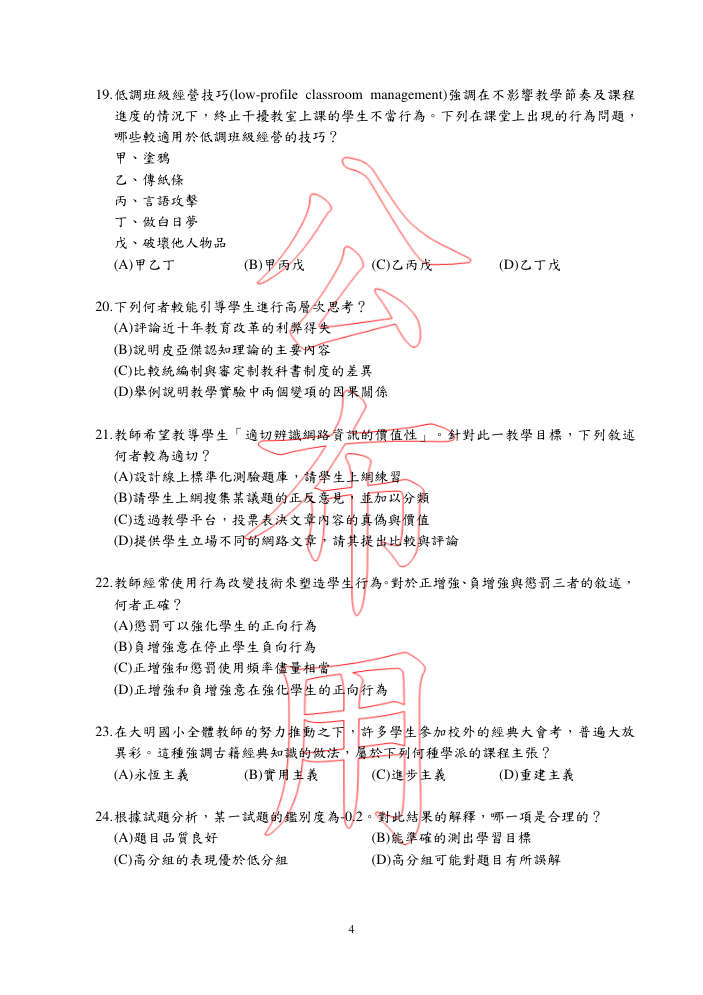 19.低調班級經營技巧(low-profile classroom management)強調在不影響教學節奏及課程
進度的情況下，終止干擾教室上課的學生不當行為。下列在課堂上出現的行為問題，
哪些較適用於低調班級經營的技巧？
甲、塗鴉
乙、傳紙條
丙、言語攻擊
丁、做白日夢
戊、破壞他人物品
(A)甲乙丁 (B)甲丙戊 (C)乙丙戊 (D)乙丁戊
20.下列何者較能引導學生進行高層次思考？
(A)評論近十年教育改革的利弊得失
(B)說明皮亞傑認知理論的主要內容
(C)比較統編制與審定制教科書制度的差異
(D)舉例說明教學實驗中兩個變項的因果關係
21.教師希望教導學生「適切辨識網路資訊的價值性」。針對此一教學目標，下列敘述
何者較為適切？
(A)設計線上標準化測驗題庫，請學生上網練習
(B)請學生上網搜集某議題的正反意見，並加以分類
(C)透過教學平台，投票表決文章內容的真偽與價值
(D)提供學生立場不同的網路文章，請其提出比較與評論
22.教師經常使用行為改變技術來塑造學生行為。對於正增強、負增強與懲罰三者的敘述，
何者正確？
(A)懲罰可以強化學生的正向行為
(B)負增強意在停止學生負向行為
(C)正增強和懲罰使用頻率儘量相當
(D)正增強和負增強意在強化學生的正向行為
23.在大明國小全體教師的努力推動之下，許多學生參加校外的經典大會考，普遍大放
異彩。這種強調古籍經典知識的做法，屬於下列何種學派的課程主張？
(A)永恆主義 (B)實用主義 (C)進步主義 (D)重建主義
24.根據試題分析，某一試題的鑑別度為-0.2。對此結果的解釋，哪一項是合理的？
(A)題目品質良好 (B)能準確的測出學習目標
(C)高分組的表現優於低分組 (D)高分組可能對題目有所誤解
4
公布用